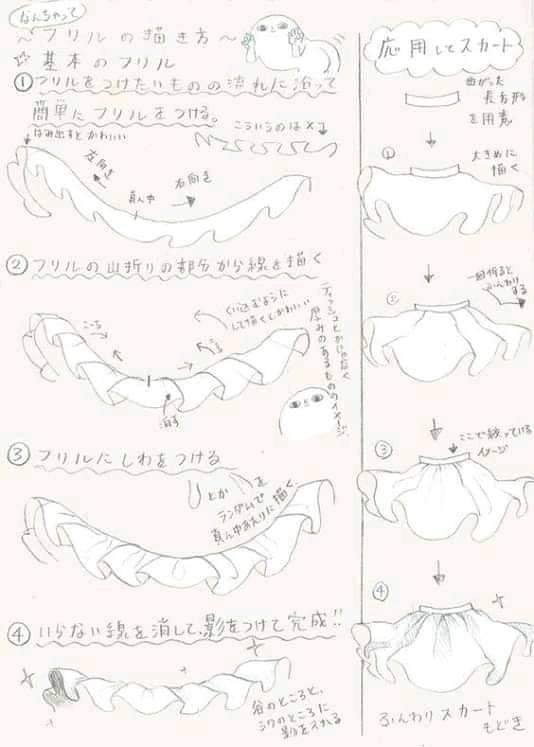 なんちゃって
~フリルの描き方~
☆基本のフリル
①フリルをつけたいものの流れに沿って
簡単にフリルをつける。
はみ出すとかわいい
こういうのは×
左向き
真ん中
右向き
②フリルの山折りの部分から線を描く
くい込むように
して描くとかわいい
ティッシュとかじゃなく
厚みのあるもののイメージ
こっち
消す
③フリルにしわをつける
とか
を
ランダムで
真ん中あたりに描く。
④いらない線を消して、影をつけて完成!!
谷のところと、
シワのところに
影を入れる
応用してスカート
曲がった
長方形
を用意
①
大きめに
描く
②
一部折ると
ふんわり
する
③
ここで絞っている
イメージ
④
ふんわりスカート
もどき